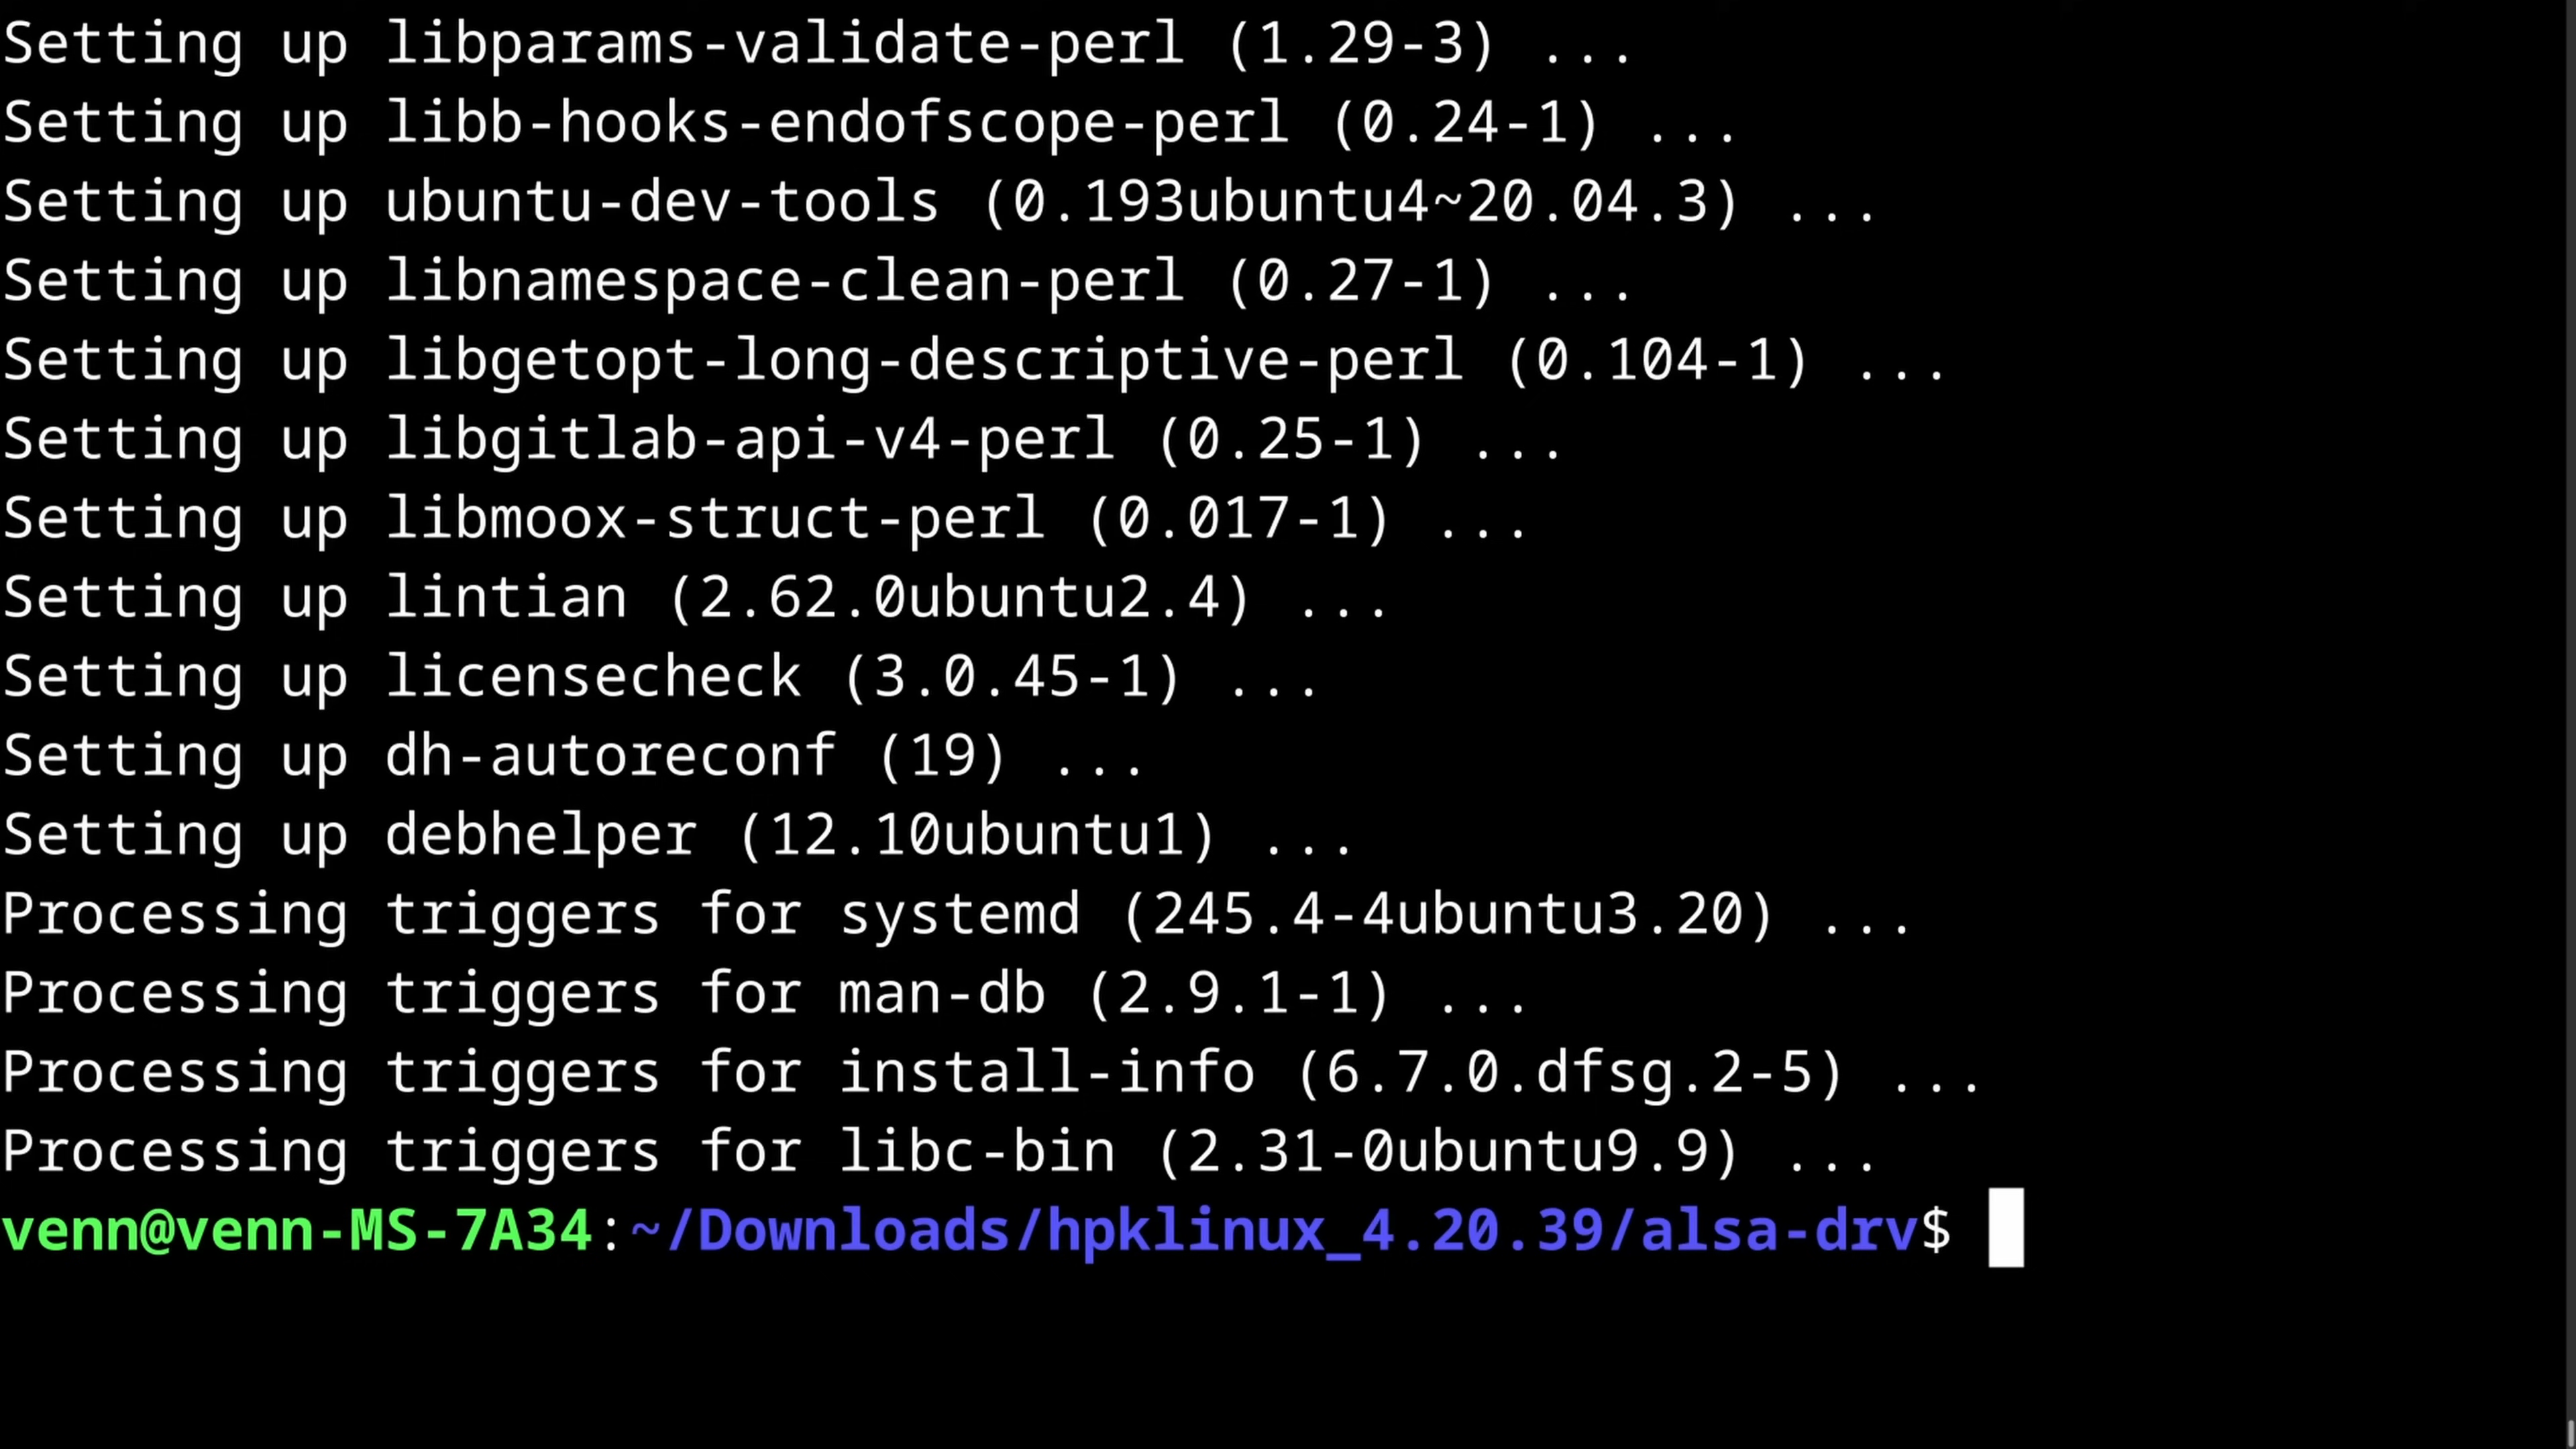 Setting up libparams-validate-perl (1.29-3) ...
Setting up libb-hooks-endofscope-perl (0.24-1) ...
Setting up ubuntu-dev-tools (0.193ubuntu4~20.04.3) ...
Setting up libnamespace-clean-perl (0.27-1) ...
Setting up libgetopt-long-descriptive-perl (0.104-1) ...
Setting up libgitlab-api-v4-perl (0.25-1) ...
Setting up libmoox-struct-perl (0.017-1) ...
Setting up lintian (2.62.0ubuntu2.4) ...
Setting up licensecheck (3.0.45-1) ...
Setting up dh-autoreconf (19) ...
Setting up debhelper (12.10ubuntu1) ...
Processing triggers for systemd (245.4-4ubuntu3.20) ...
Processing triggers for man-db (2.9.1-1) ...
Processing triggers for install-info (6.7.0.dfsg.2-5) ...
Processing triggers for libc-bin (2.31-0ubuntu9.9) ...
venn@venn-MS-7A34:~/Downloads/hpklinux_4.20.39/alsa-drv$